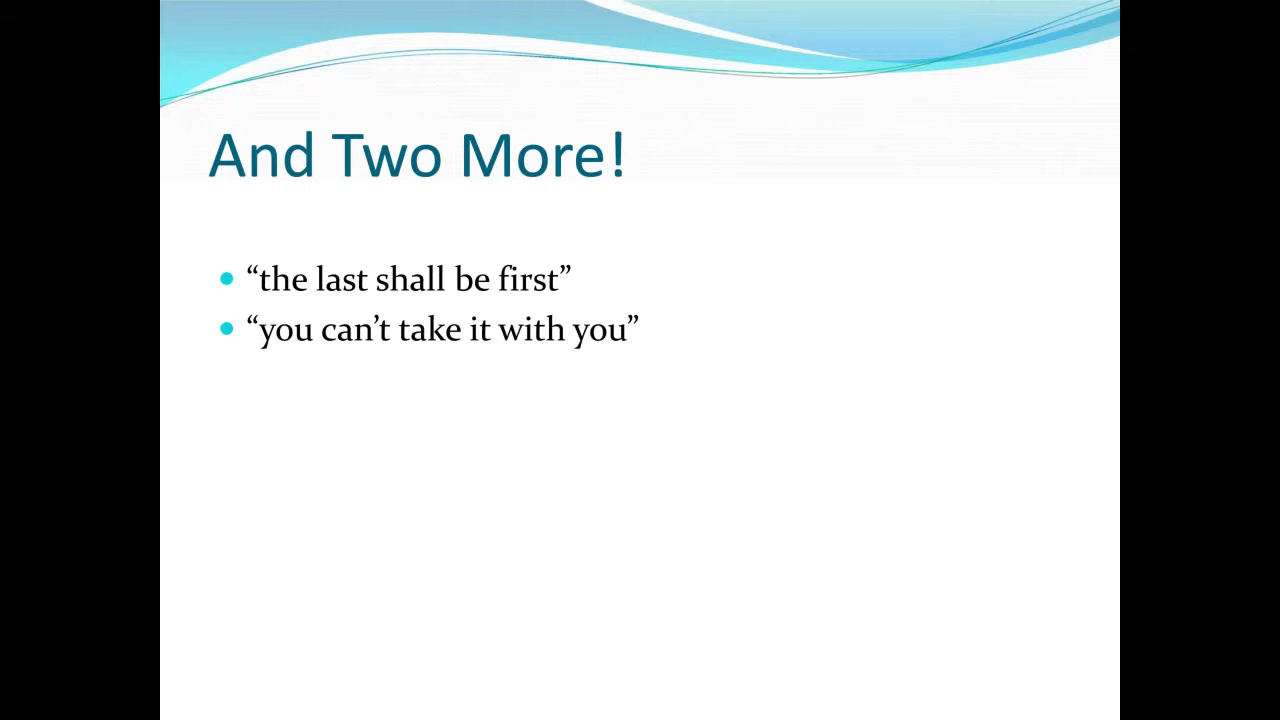 And Two More!
“the last shall be first”
“you can’t take it with you”